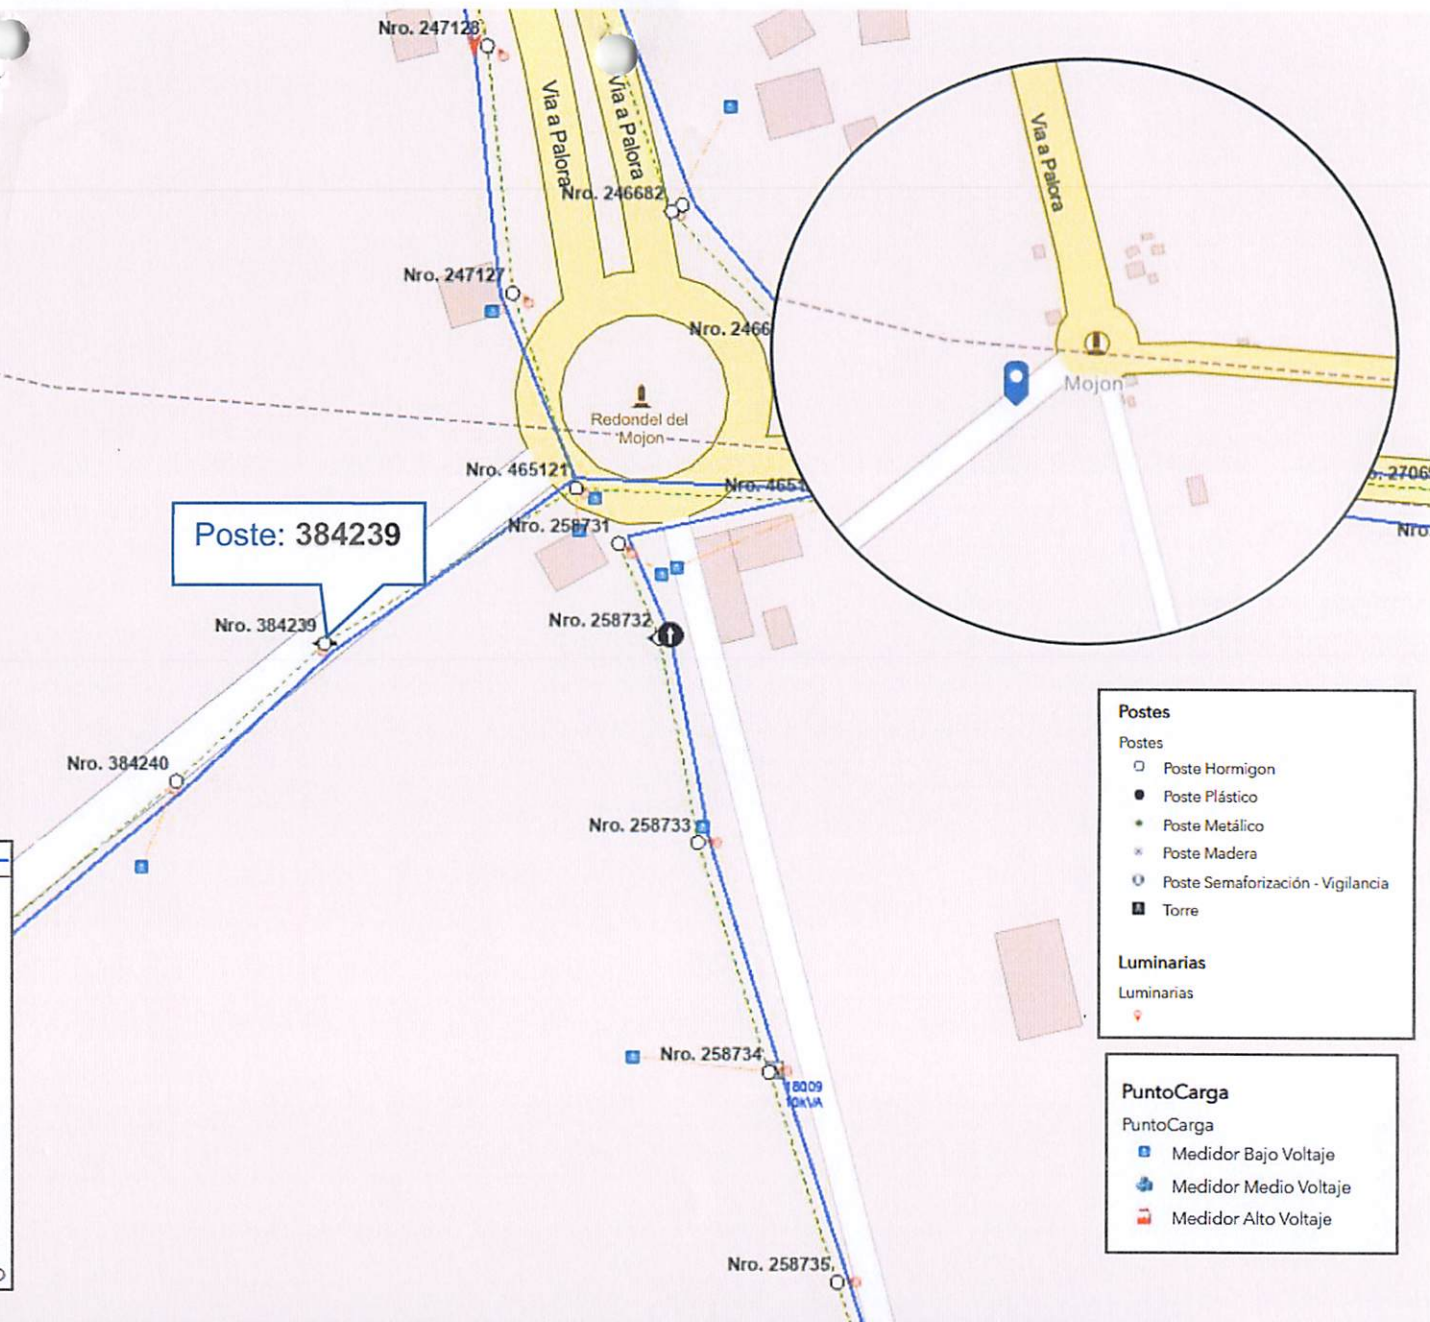 Nro. 247128
Via a Palora
Via a Palora
Nro. 246682
Nro. 247127
Nro. 2466
Redondel del
Mojon
Nro. 465121
Nro. 4651
Nro. 258731
Poste: 384239
Nro. 384239
Nro. 258732
Nro. 384240
Nro. 258733
Nro. 258734
18009
10kVA
Nro. 258735
Via a Palora
Mojon
Nro.
Postes
Postes
Poste Hormigon
Poste Plástico
Poste Metálico
Poste Madera
Poste Semaforización - Vigilancia
Torre
Luminarias
Luminarias
PuntoCarga
PuntoCarga
Medidor Bajo Voltaje
Medidor Medio Voltaje
Medidor Alto Voltaje